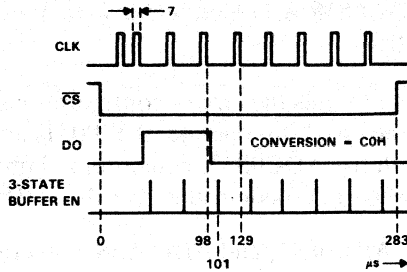 7
CLK
CS
DO
CONVERSION = C0H
3-STATE
BUFFER EN
0
98
129
283
101
μs